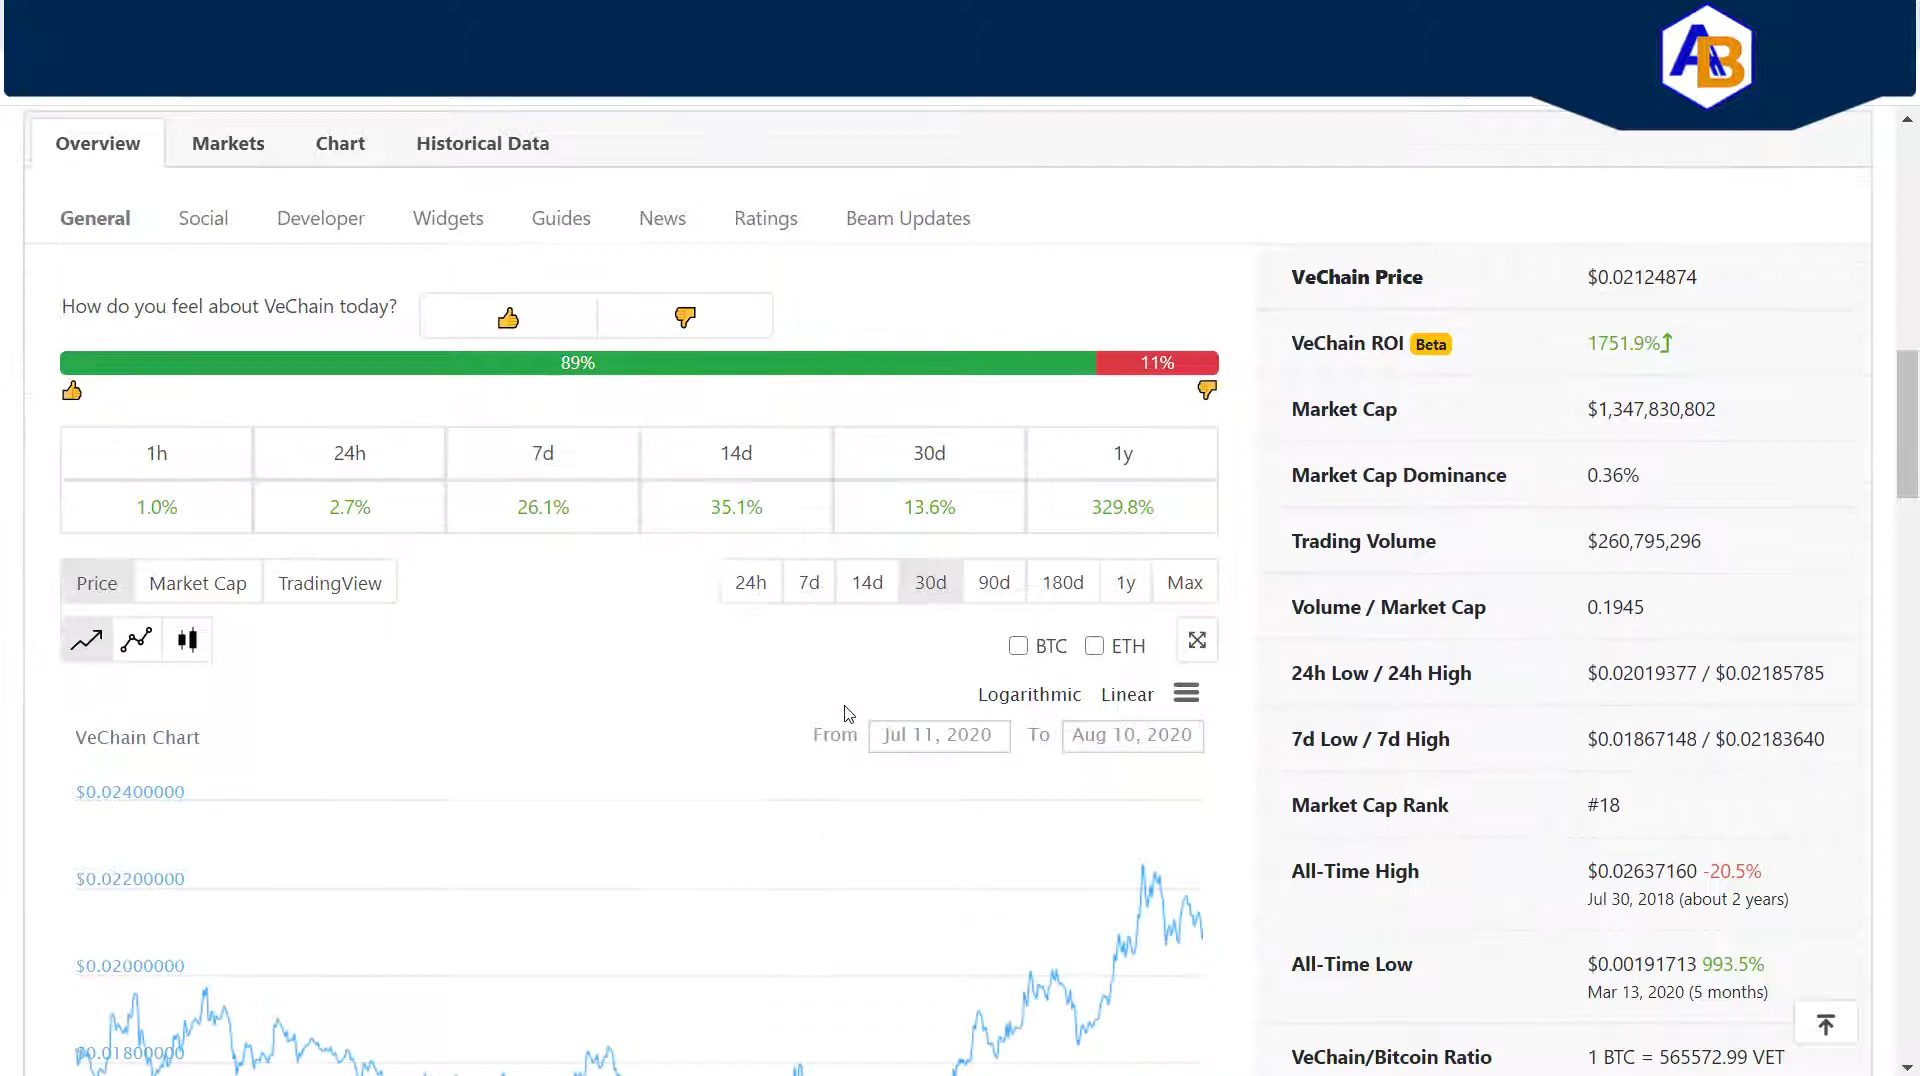 AB
Overview Markets Chart Historical Data
General Social Developer Widgets Guides News Ratings Beam Updates
How do you feel about VeChain today?
89% 11%
1h 24h 7d 14d 30d 1y
1.0% 2.7% 26.1% 35.1% 13.6% 329.8%
Price Market Cap TradingView
24h 7d 14d 30d 90d 180d 1y Max
BTC ETH
Logarithmic Linear
VeChain Chart
From Jul 11, 2020 To Aug 10, 2020
$0.02400000
$0.02200000
$0.02000000
$0.01800000
VeChain Price $0.02124874
VeChain ROI Beta 1751.9%
Market Cap $1,347,830,802
Market Cap Dominance 0.36%
Trading Volume $260,795,296
Volume / Market Cap 0.1945
24h Low / 24h High $0.02019377 / $0.02185785
7d Low / 7d High $0.01867148 / $0.02183640
Market Cap Rank #18
All-Time High $0.02637160 -20.5%
Jul 30, 2018 (about 2 years)
All-Time Low $0.00191713 993.5%
Mar 13, 2020 (5 months)
VeChain/Bitcoin Ratio 1 BTC = 565572.99 VET